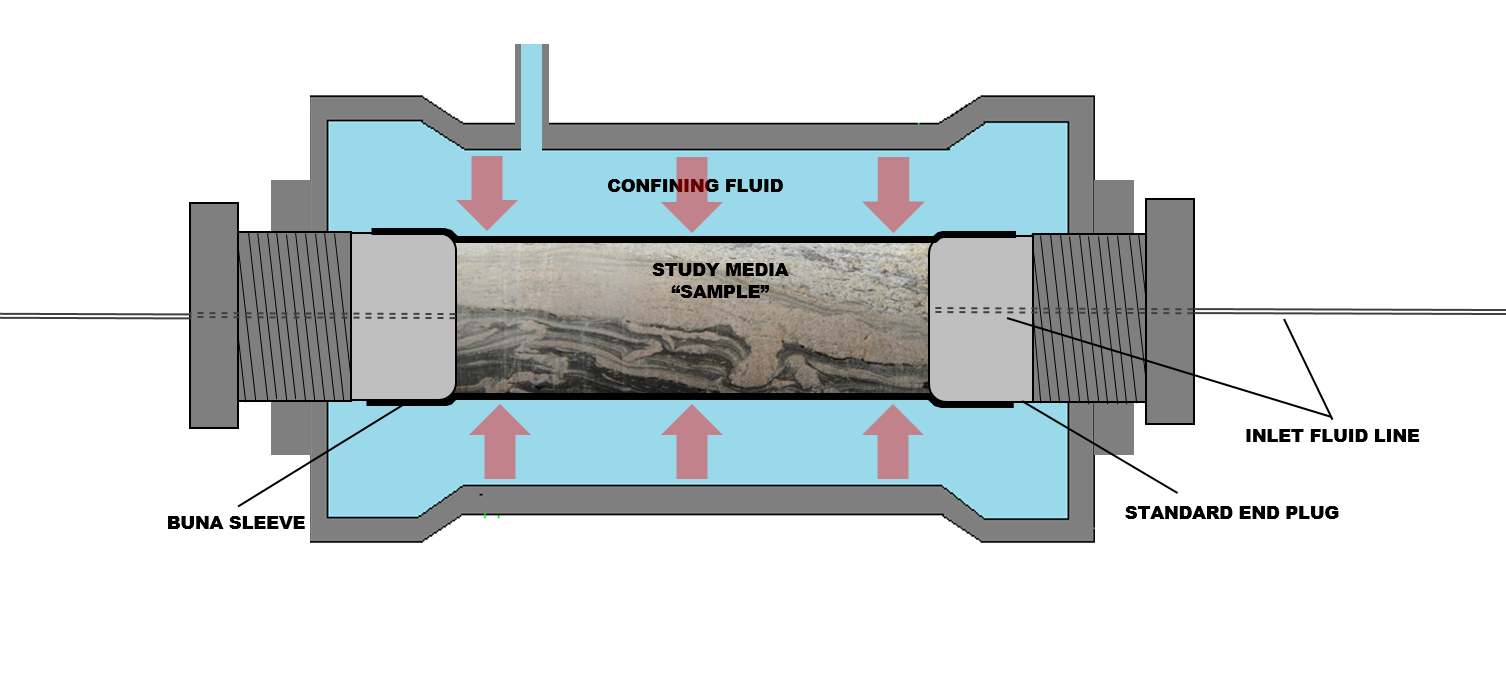 CONFINING FLUID
STUDY MEDIA
“SAMPLE”
INLET FLUID LINE
STANDARD END PLUG
BUNA SLEEVE